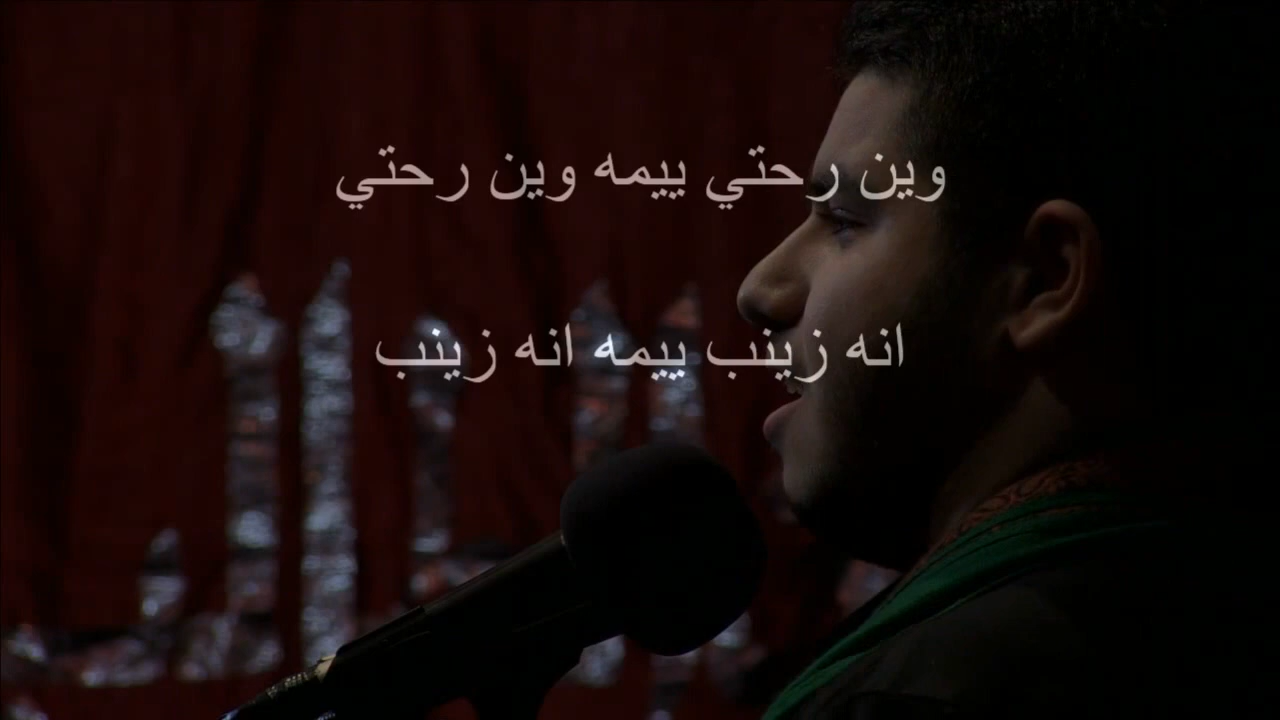 وين رحتي ييمه وين رحتي
انه زينب ييمه انه زينب